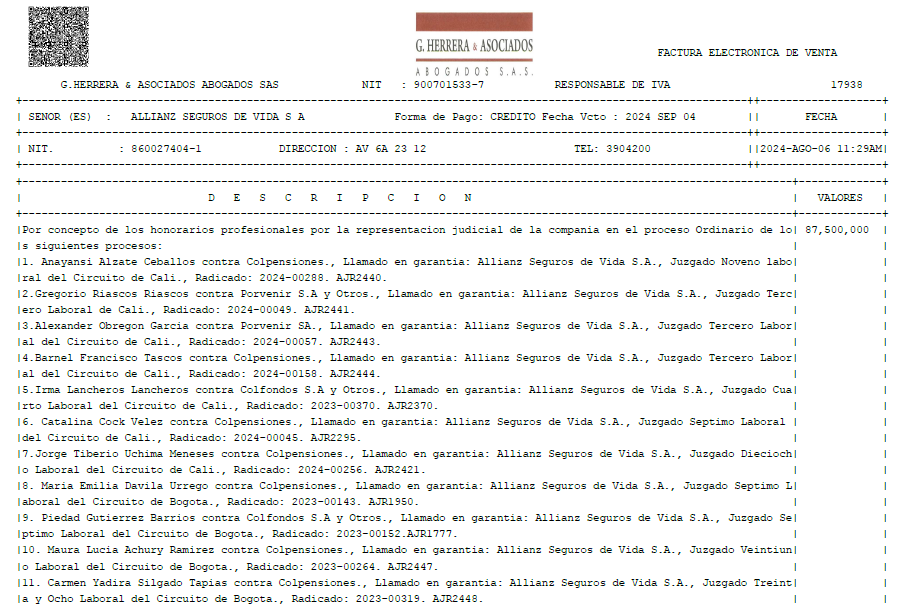 G. HERRERA & ASOCIADOS
ABOGADOS S.A.S.
FACTURA ELECTRONICA DE VENTA
G.HERRERA & ASOCIADOS ABOGADOS SAS NIT : 900701533-7 RESPONSABLE DE IVA 17938
SENOR (ES) : ALLIANZ SEGUROS DE VIDA S A Forma de Pago: CREDITO Fecha Vcto : 2024 SEP 04 FECHA
NIT. : 860027404-1 DIRECCION : AV 6A 23 12 TEL: 3904200 2024-AGO-06 11:29AM
D E S C R I P C I O N VALORES
Por concepto de los honorarios profesionales por la representacion judicial de la compania en el proceso Ordinario de lo 87,500,000
s siguientes procesos:
1. Anayansi Alzate Ceballos contra Colpensiones., Llamado en garantia: Allianz Seguros de Vida S.A., Juzgado Noveno labo
ral del Circuito de Cali., Radicado: 2024-00288. AJR2440.
2.Gregorio Riascos Riascos contra Porvenir S.A y Otros., Llamado en garantia: Allianz Seguros de Vida S.A., Juzgado Terc
ero Laboral de Cali., Radicado: 2024-00049. AJR2441.
3.Alexander Obregon Garcia contra Porvenir SA., Llamado en garantia: Allianz Seguros de Vida S.A., Juzgado Tercero Labor
al del Circuito de Cali., Radicado: 2024-00057. AJR2443.
4.Barnel Francisco Tascos contra Colpensiones., Llamado en garantia: Allianz Seguros de Vida S.A., Juzgado Tercero Labor
al del Circuito de Cali., Radicado: 2024-00158. AJR2444.
5.Irma Lancheros Lancheros contra Colfondos S.A y Otros., Llamado en garantia: Allianz Seguros de Vida S.A., Juzgado Cua
rto Laboral del Circuito de Cali., Radicado: 2023-00370. AJR2370.
6. Catalina Cock Velez contra Colpensiones., Llamado en garantia: Allianz Seguros de Vida S.A., Juzgado Septimo Laboral
del Circuito de Cali., Radicado: 2024-00045. AJR2295.
7.Jorge Tiberio Uchima Meneses contra Colpensiones., Llamado en garantia: Allianz Seguros de Vida S.A., Juzgado Dieciocho
o Laboral del Circuito de Cali., Radicado: 2024-00256. AJR2421.
8. Maria Emilia Davila Urrego contra Colpensiones., Llamado en garantia: Allianz Seguros de Vida S.A., Juzgado Septimo L
aboral del Circuito de Bogota., Radicado: 2023-00143. AJR1950.
9. Piedad Gutierrez Barrios contra Colfondos S.A y Otros., Llamado en garantia: Allianz Seguros de Vida S.A., Juzgado Se
ptimo Laboral del Circuito de Bogota., Radicado: 2023-00152.AJR1777.
10. Maura Lucia Achury Ramirez contra Colpensiones., Llamado en garantia: Allianz Seguros de Vida S.A., Juzgado Veintiun
o Laboral del Circuito de Bogota., Radicado: 2023-00264. AJR2447.
11. Carmen Yadira Silgado Tapias contra Colpensiones., Llamado en garantia: Allianz Seguros de Vida S.A., Juzgado Treint
a y Ocho Laboral del Circuito de Bogota., Radicado: 2023-00319. AJR2448.